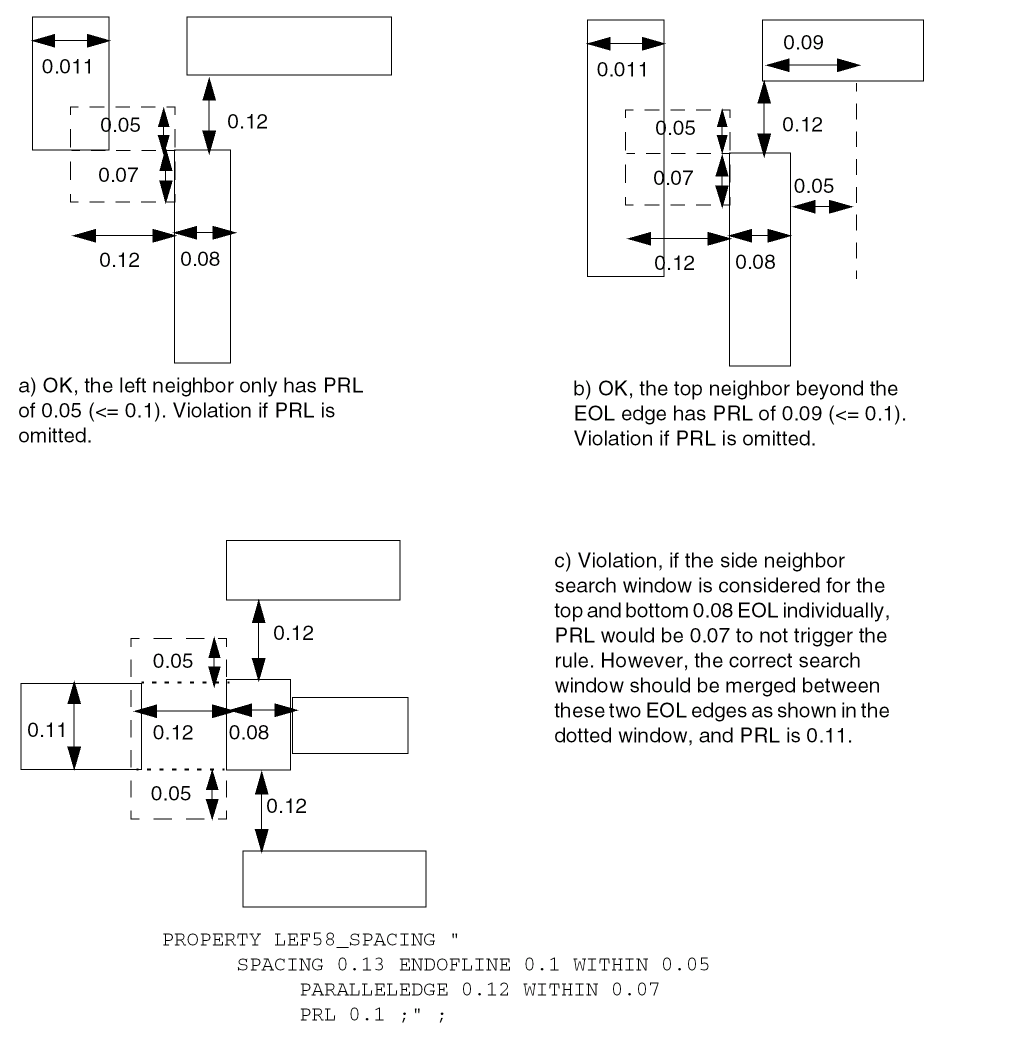 0.011
0.05
0.12
0.07
0.12
0.08
a) OK, the left neighbor only has PRL
of 0.05 (<= 0.1). Violation if PRL is
omitted.
0.09
0.011
0.05
0.12
0.07
0.05
0.12
0.08
b) OK, the top neighbor beyond the
EOL edge has PRL of 0.09 (<= 0.1).
Violation if PRL is omitted.
0.12
0.05
0.11
0.12
0.08
0.05
0.12
c) Violation, if the side neighbor
search window is considered for the
top and bottom 0.08 EOL individually,
PRL would be 0.07 to not trigger the
rule. However, the correct search
window should be merged between
these two EOL edges as shown in the
dotted window, and PRL is 0.11.
PROPERTY LEF58_SPACING "
SPACING 0.13 ENDOFLINE 0.1 WITHIN 0.05
PARALLELEDGE 0.12 WITHIN 0.07
PRL 0.1 ;" ;